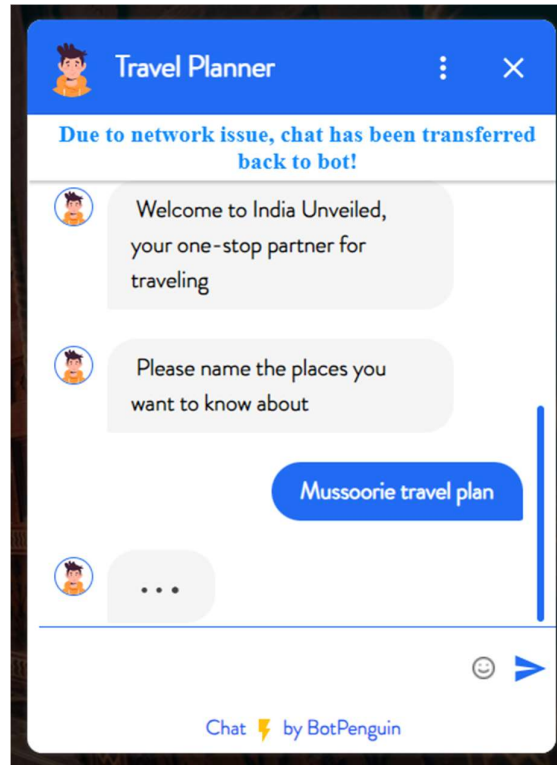 Travel Planner
Due to network issue, chat has been transferred
back to bot!
Welcome to India Unveiled,
your one-stop partner for
traveling
Please name the places you
want to know about
Mussoorie travel plan
...
Chat by BotPenguin